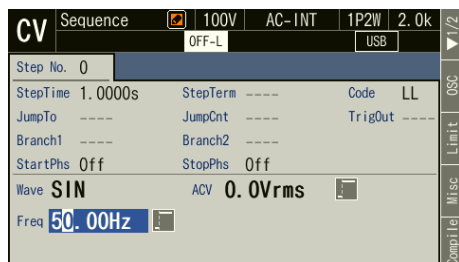 CV Sequence 100V AC-INT 1P2W 2.0k
OFF-L USB
▼1/2
Step No. 0
StepTime 1.0000s StepTerm ---- Code LL
JumpTo ---- JumpCnt ---- TrigOut ----
Branch1 ---- Branch2 ----
StartPhs Off StopPhs Off
Wave SIN ACV 0.0Vrms
Freq 50.00Hz
OSC
Limit
Misc
Compile